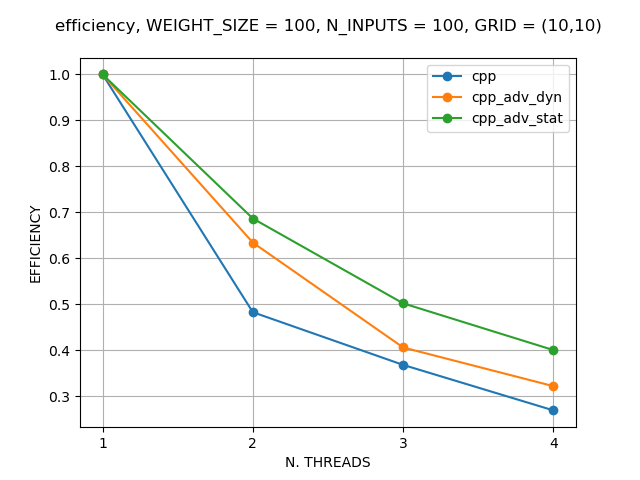 efficiency, WEIGHT_SIZE = 100, N_INPUTS = 100, GRID = (10,10)
cpp
cpp_adv_dyn
cpp_adv_stat
EFFICIENCY
1.0
0.9
0.8
0.7
0.6
0.5
0.4
0.3
1 2 3 4
N. THREADS